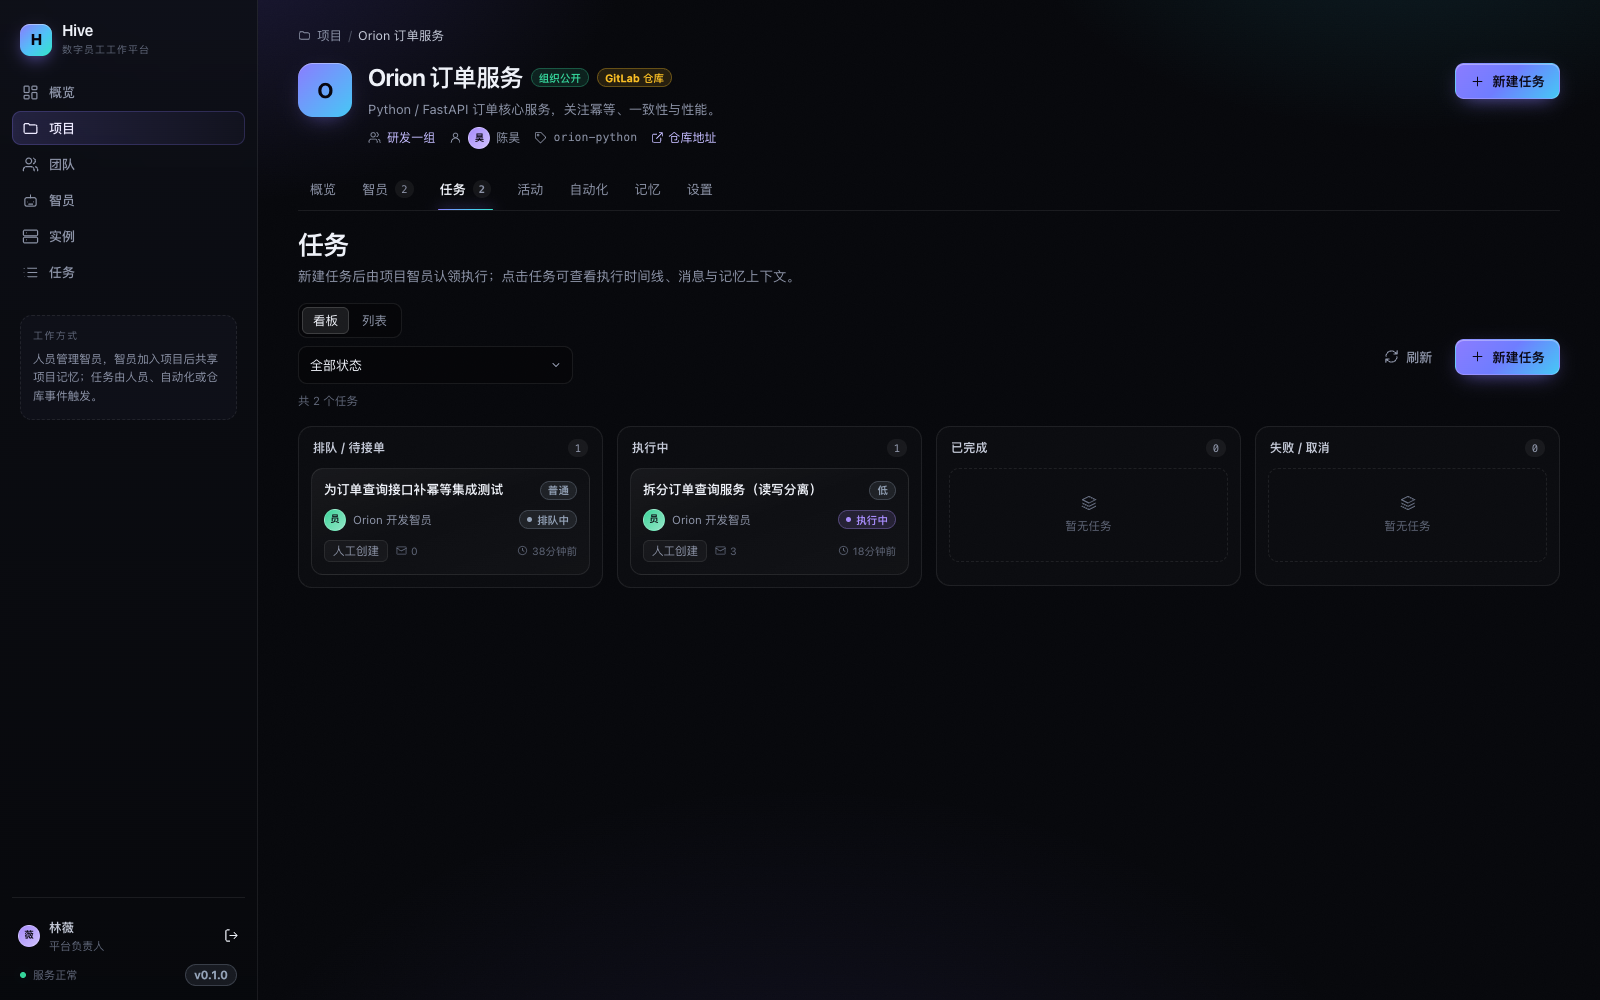 H
Hive
数字员工工作平台
概览
项目
团队
智员
实例
任务
工作方式
人员管理智员，智员加入项目后共享
项目记忆；任务由人员、自动化或仓
库事件触发。
薇
林薇
平台负责人
服务正常
v0.1.0
项目 / Orion 订单服务
O
Orion 订单服务 组织公开 GitLab 仓库
Python / FastAPI 订单核心服务，关注幂等、一致性与性能。
研发一组 昊 陈昊 orion-python 仓库地址
新建任务
概览 智员 2 任务 2 活动 自动化 记忆 设置
任务
新建任务后由项目智员认领执行；点击任务可查看执行时间线、消息与记忆上下文。
看板 列表
全部状态
刷新 新建任务
共 2 个任务
排队 / 待接单 1
为订单查询接口补幂等集成测试 普通
员 Orion 开发智员 排队中
人工创建 0 38分钟前
执行中 1
拆分订单查询服务（读写分离） 低
员 Orion 开发智员 执行中
人工创建 3 18分钟前
已完成 0
暂无任务
失败 / 取消 0
暂无任务